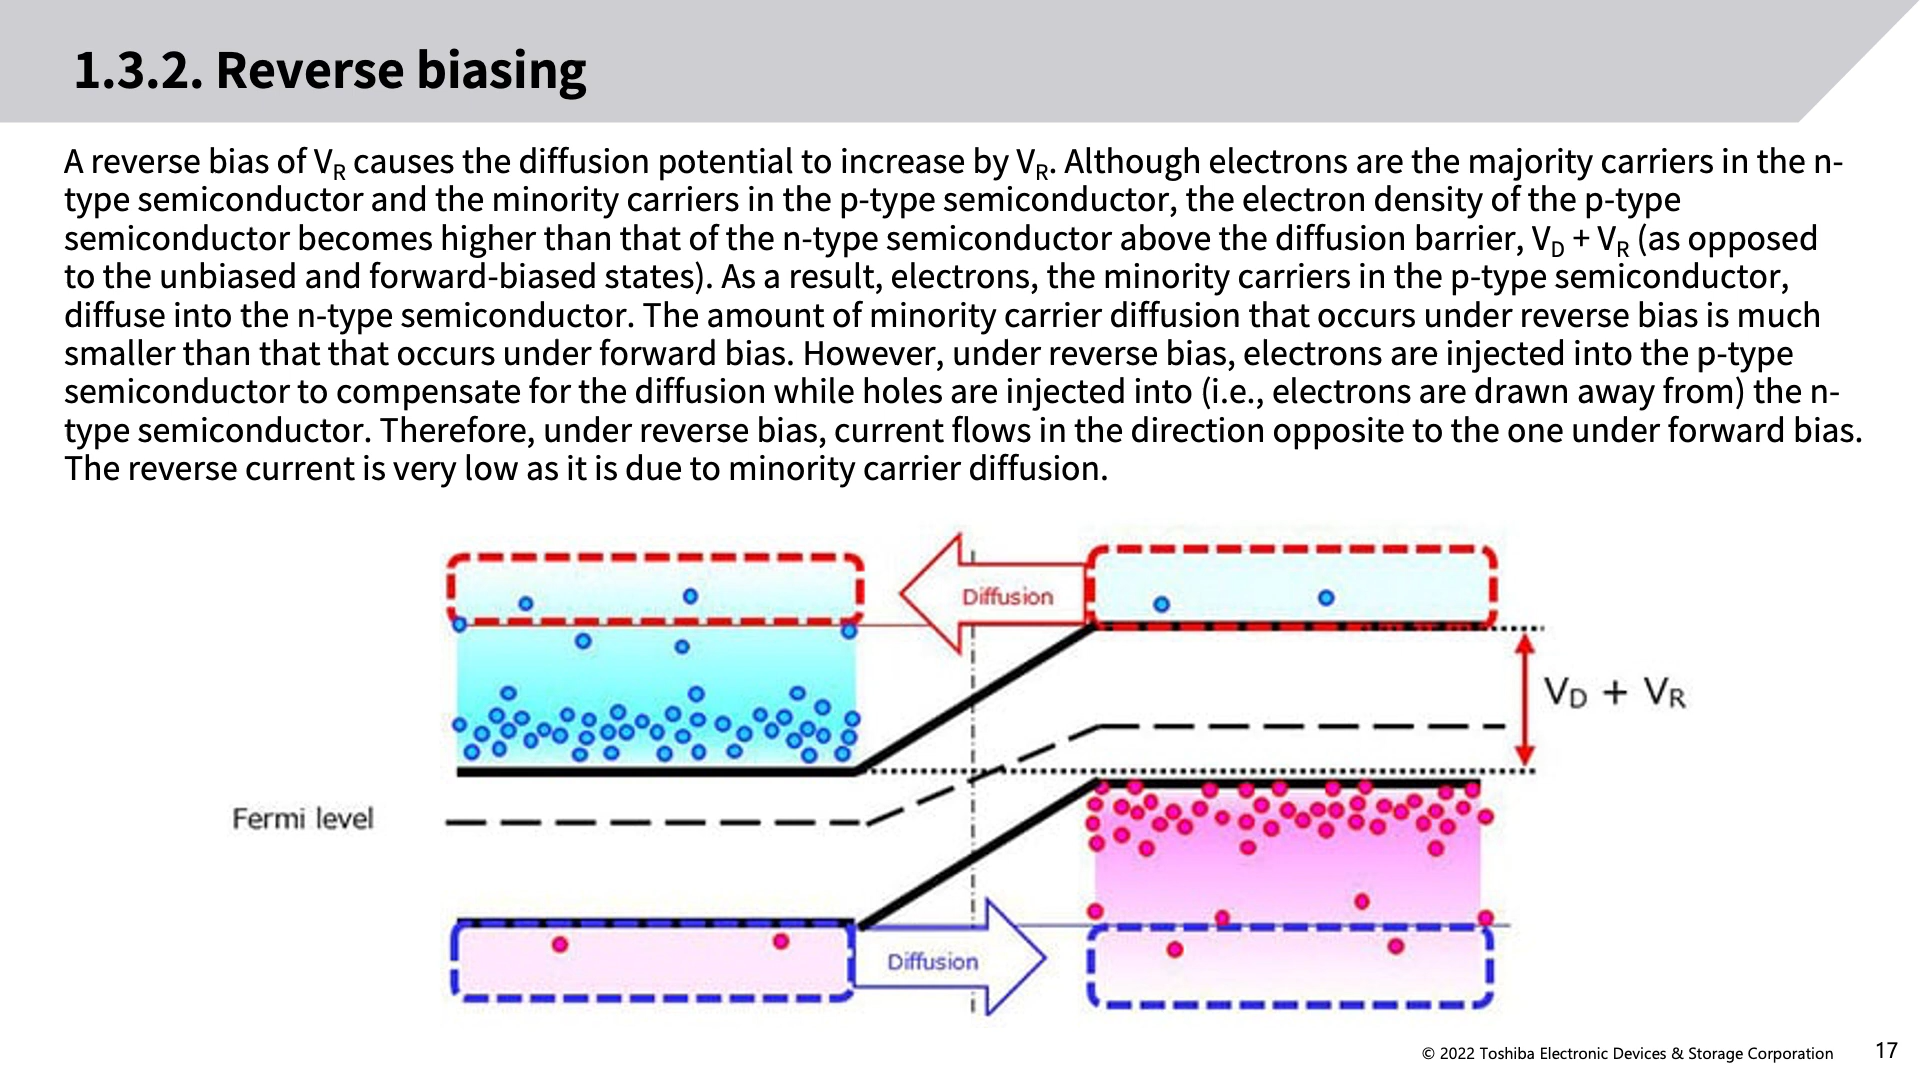 1.3.2. Reverse biasing
A reverse bias of VR causes the diffusion potential to increase by VR. Although electrons are the majority carriers in the n-
type semiconductor and the minority carriers in the p-type semiconductor, the electron density of the p-type
semiconductor becomes higher than that of the n-type semiconductor above the diffusion barrier, VD + VR (as opposed
to the unbiased and forward-biased states). As a result, electrons, the minority carriers in the p-type semiconductor,
diffuse into the n-type semiconductor. The amount of minority carrier diffusion that occurs under reverse bias is much
smaller than that that occurs under forward bias. However, under reverse bias, electrons are injected into the p-type
semiconductor to compensate for the diffusion while holes are injected into (i.e., electrons are drawn away from) the n-
type semiconductor. Therefore, under reverse bias, current flows in the direction opposite to the one under forward bias.
The reverse current is very low as it is due to minority carrier diffusion.
Diffusion
VD + VR
Fermi level
Diffusion
© 2022 Toshiba Electronic Devices & Storage Corporation
17